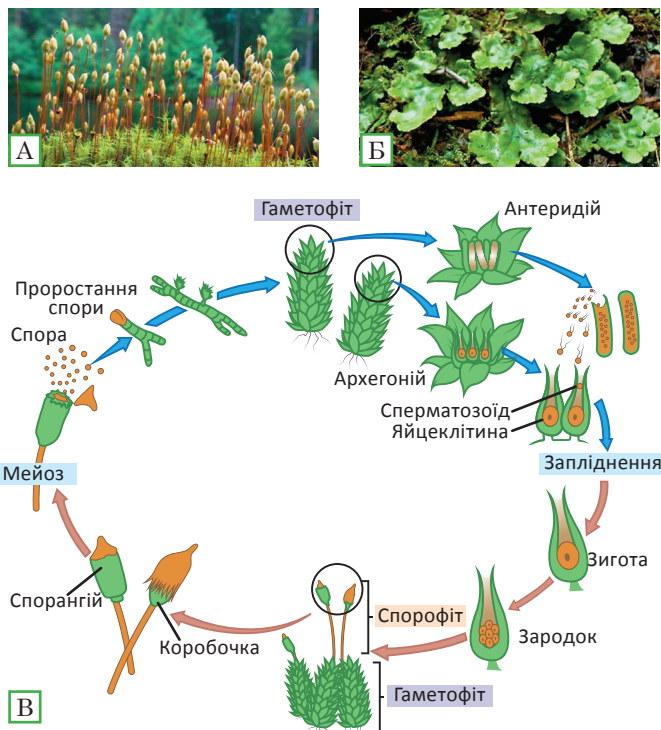 А
Б
Гаметофіт
Антеридій
Проростання
спори
Спора
Архегоній
Сперматозоїд
Яйцеклітина
Мейоз
Запліднення
Зигота
Спорангій
Спорофіт
Зародок
Коробочка
Гаметофіт
В